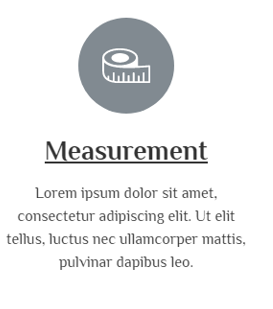 Measurement
Lorem ipsum dolor sit amet,
consectetur adipiscing elit. Ut elit
tellus, luctus nec ullamcorper mattis,
pulvinar dapibus leo.